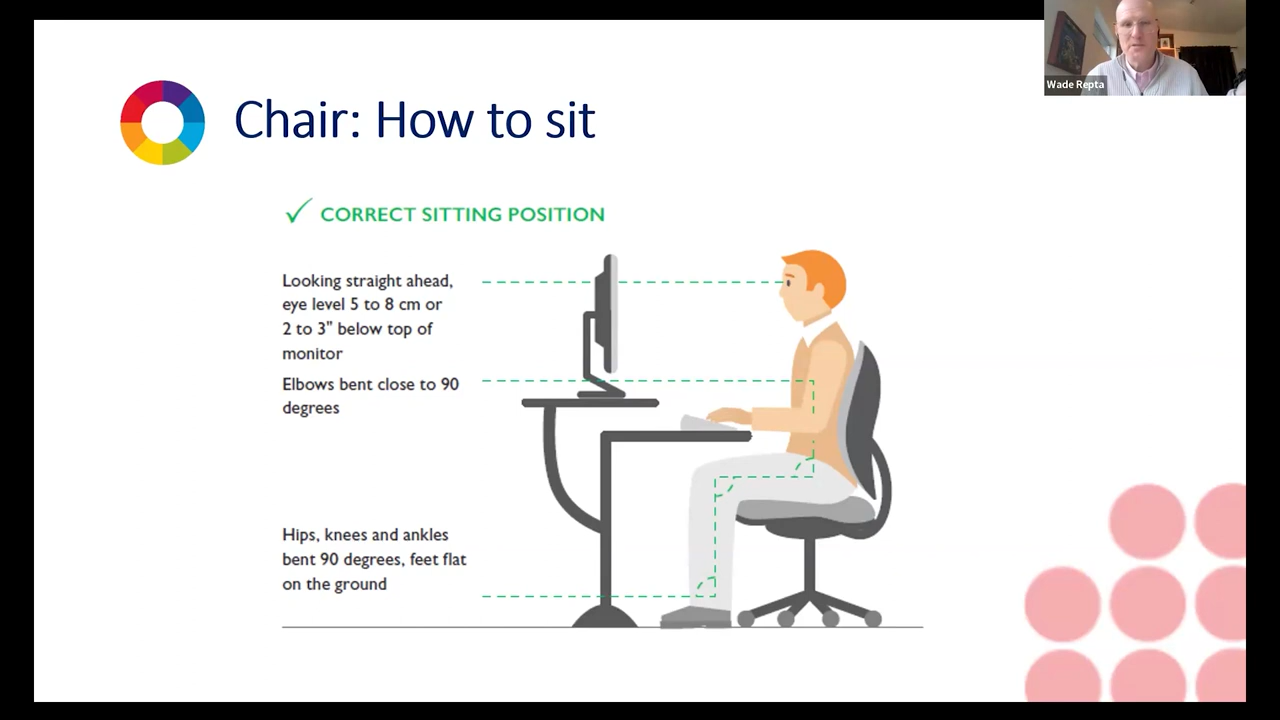 Wade Repta
Chair: How to sit
✓ CORRECT SITTING POSITION
Looking straight ahead,
eye level 5 to 8 cm or
2 to 3" below top of
monitor
Elbows bent close to 90
degrees
Hips, knees and ankles
bent 90 degrees, feet flat
on the ground